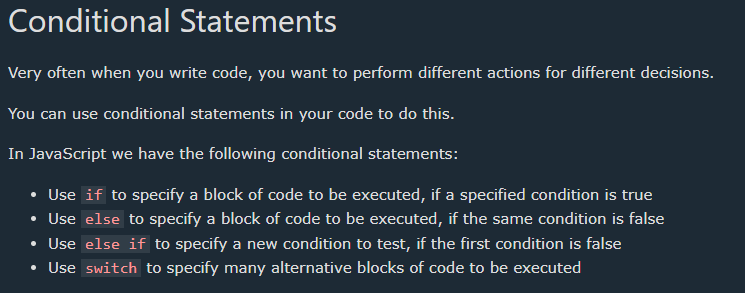 Conditional Statements
Very often when you write code, you want to perform different actions for different decisions.
You can use conditional statements in your code to do this.
In JavaScript we have the following conditional statements:
• Use if to specify a block of code to be executed, if a specified condition is true
• Use else to specify a block of code to be executed, if the same condition is false
• Use else if to specify a new condition to test, if the first condition is false
• Use switch to specify many alternative blocks of code to be executed